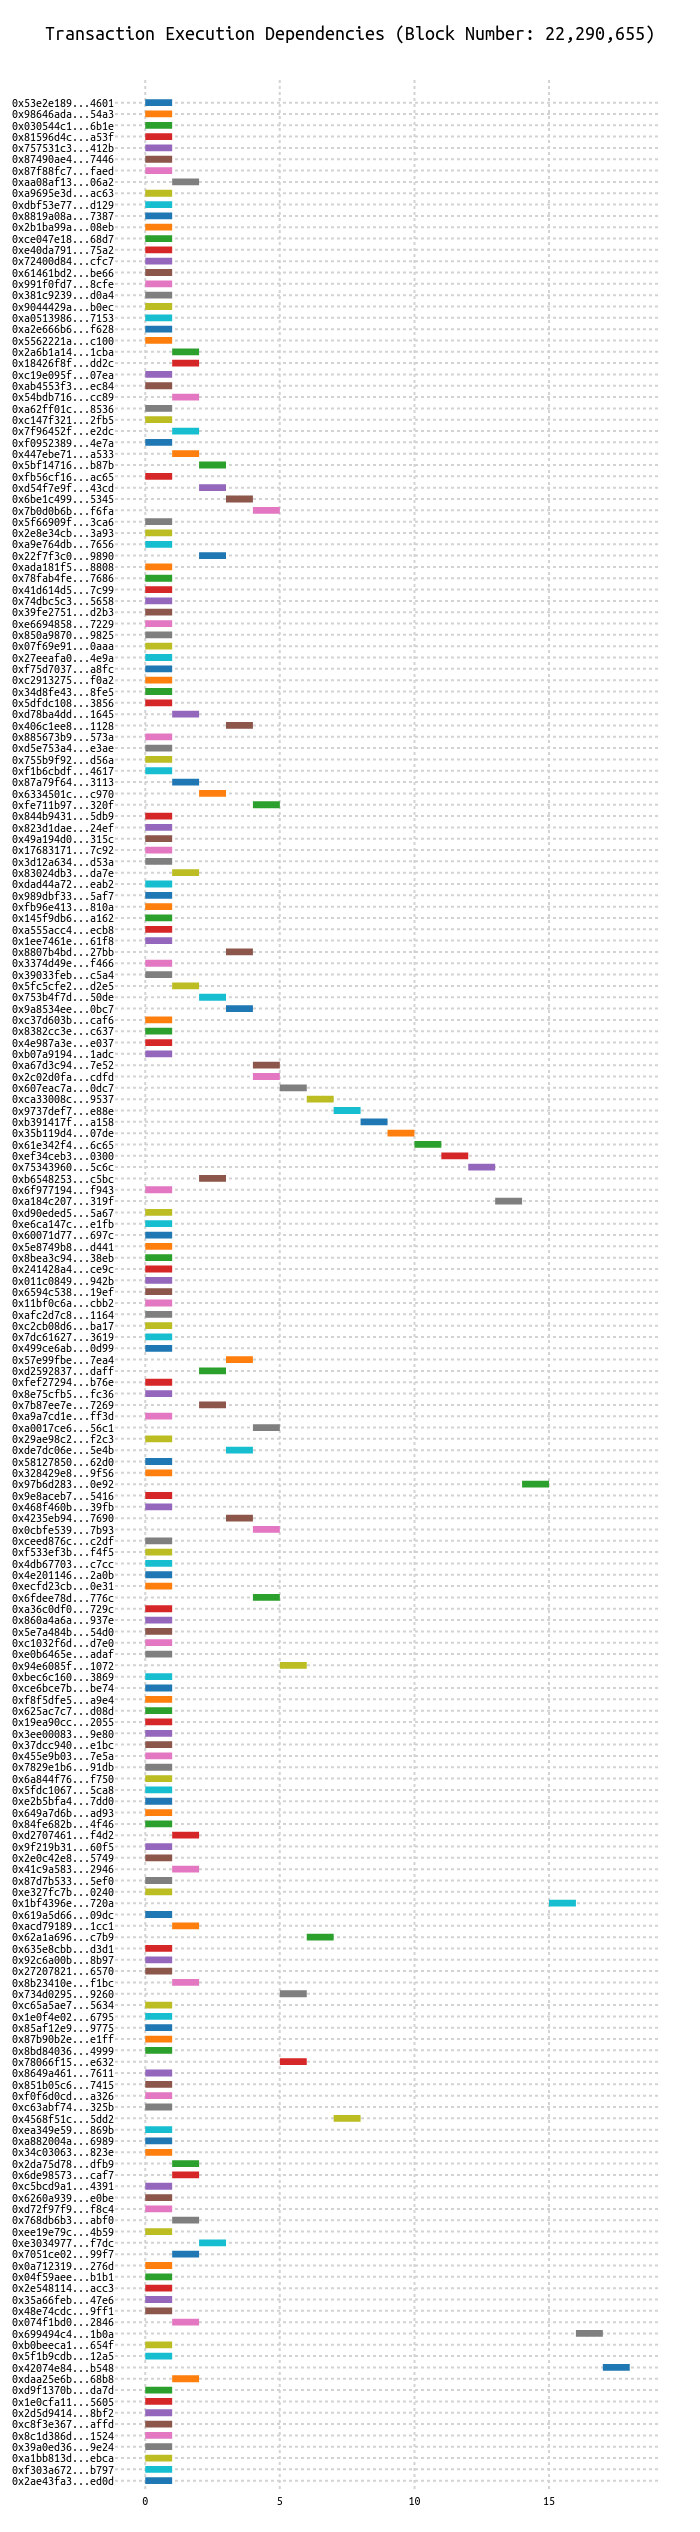 Transaction Execution Dependencies (Block Number: 22,290,655)
0x53e2e189...4601
0x98646ada...54a3
0x030544c1...6b1e
0x81596d4c...a53f
0x757531c3...412b
0x87490ae4...7446
0x87f88fc7...faed
0xaa08af13...06a2
0xa9695e3d...ac63
0xdbf53e77...d129
0x8819a08a...7387
0x2b1ba99a...08eb
0xce047e18...68d7
0xe40da791...75a2
0x72400d84...cfc7
0x61461bd2...be66
0x991f0fd7...8cfe
0x381c9239...d0a4
0x9044429a...b0ec
0xa0513986...7153
0xa2e666b6...f628
0x5562221a...c100
0x2a6b1a14...1cba
0x18426f8f...dd2c
0xc19e095f...07ea
0xab4553f3...ec84
0x54bdb716...cc89
0xa62ff01c...8536
0xc147f321...2fb5
0x7f96452f...e2dc
0xf0952389...4e7a
0x447ebe71...a533
0x5bf14716...b87b
0xfb56cf16...ac65
0xd54f7e9f...43cd
0x6be1c499...5345
0x7b0d0b6b...f6fa
0x5f66909f...3ca6
0x2e8e34cb...3a93
0xa9e764db...7656
0x22f7f3c0...9890
0xada181f5...8808
0x78fab4fe...7686
0x41d614d5...7c99
0x74dbc5c3...5658
0x39fe2751...d2b3
0xe6694858...7229
0x850a9870...9825
0x07f69e91...0aaa
0x27eeafa0...4e9a
0xf75d7037...a8fc
0xc2913275...f0a2
0x34d8fe43...8fe5
0x5dfdc108...3856
0xd78ba4dd...1645
0x406c1ee8...1128
0x885673b9...573a
0xd5e753a4...e3ae
0x755b9f92...d56a
0xf1b6cbdf...4617
0x87a79f64...3113
0x6334501c...c970
0xfe711b97...320f
0x844b9431...5db9
0x823d1dae...24ef
0x49a194d0...315c
0x17683171...7c92
0x3d12a634...d53a
0x83024db3...da7e
0xdad44a72...eab2
0x989dbf33...5af7
0xfb96e413...810a
0x145f9db6...a162
0xa555acc4...ecb8
0x1ee7461e...61f8
0x8807b4bd...27bb
0x3374d49e...f466
0x39033feb...c5a4
0x5fc5cfe2...d2e5
0x753b4f7d...50de
0x9a8534ee...0bc7
0xc37d603b...caf6
0x8382cc3e...c637
0x4e987a3e...e037
0xb07a9194...1adc
0xa67d3c94...7e52
0x2c02d0fa...cdfd
0x607eac7a...0dc7
0xca33008c...9537
0x9737def7...e88e
0xb391417f...a158
0x35b119d4...07de
0x61e342f4...6c65
0xef34ceb3...0300
0x75343960...5c6c
0xb6548253...c5bc
0x6f977194...f943
0xa184c207...319f
0xd90eded5...5a67
0xe6ca147c...e1fb
0x60071d77...697c
0x5e8749b8...d441
0x8bea3c94...38eb
0x241428a4...ce9c
0x011c0849...942b
0x6594c538...19ef
0x11bf0c6a...cbb2
0xafc2d7c8...1164
0xc2cb08d6...ba17
0x7dc61627...3619
0x499ce6ab...0d99
0x57e99fbe...7ea4
0xd2592837...daff
0xfef27294...b76e
0x8e75cfb5...fc36
0x7b87ee7e...7269
0xa9a7cd1e...ff3d
0xa0017ce6...56c1
0x29ae98c2...f2c3
0xde7dc06e...5e4b
0x58127850...62d0
0x328429e8...9f56
0x97b6d283...0e92
0x9e8aceb7...5416
0x468f460b...39fb
0x4235eb94...7690
0x0cbfe539...7b93
0xceed876c...c2df
0xf533ef3b...f4f5
0x4db67703...c7cc
0x4e201146...2a0b
0xecfd23cb...0e31
0x6fdee78d...776c
0xa36c0df0...729c
0x860a4a6a...937e
0x5e7a484b...54d0
0xc1032f6d...d7e0
0xe0b6465e...adaf
0x94e6085f...1072
0xbec6c160...3869
0xce6bce7b...be74
0xf8f5dfe5...a9e4
0x625ac7c7...d08d
0x19ea90cc...2055
0x3ee00083...9e80
0x37dcc940...e1bc
0x455e9b03...7e5a
0x7829e1b6...91db
0x6a844f76...f750
0x5fdc1067...5ca8
0xe2b5bfa4...7dd0
0x649a7d6b...ad93
0x84fe682b...4f46
0xd2707461...f4d2
0x9f219b31...60f5
0x2e0c42e8...5749
0x41c9a583...2946
0x87d7b533...5ef0
0xe327fc7b...0240
0x1bf4396e...720a
0x619a5d66...09dc
0xacd79189...1cc1
0x62a1a696...c7b9
0x635e8cbb...d3d1
0x92c6a00b...8b97
0x27207821...6570
0x8b23410e...f1bc
0x734d0295...9260
0xc65a5ae7...5634
0x1e0f4e02...6795
0x85af12e9...9775
0x87b90b2e...e1ff
0x8bd84036...4999
0x78066f15...e632
0x8649a461...7611
0x851b05c6...7415
0xf0f6d0cd...a326
0xc63abf74...325b
0x4568f51c...5dd2
0xea349e59...869b
0xa882004a...6989
0x34c03063...823e
0x2da75d78...dfb9
0x6de98573...caf7
0xc5bcd9a1...4391
0x6260a939...e0be
0xd72f97f9...f8c4
0x768db6b3...abf0
0xee19e79c...4b59
0xe3034977...f7dc
0x7051ce02...99f7
0x0a712319...276d
0x04f59aee...b1b1
0x2e548114...acc3
0x35a66feb...47e6
0x48e74cdc...9ff1
0x074f1bd0...2846
0x699494c4...1b0a
0xb0beeca1...654f
0x5f1b9cdb...12a5
0x42074e84...b548
0xdaa25e6b...68b8
0xd9f1370b...da7d
0x1e0cfa11...5605
0x2d5d9414...8bf2
0xc8f3e367...affd
0x8c1d386d...1524
0x39a0ed36...9e24
0xa1bb813d...ebca
0xf303a672...b797
0x2ae43fa3...ed0d
0 5 10 15